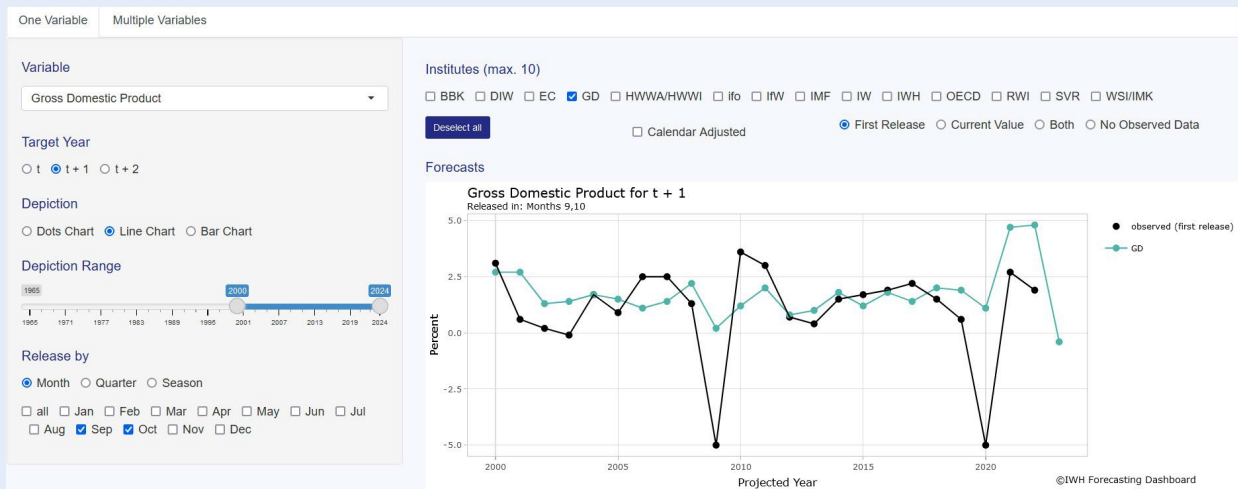 One Variable Multiple Variables
Variable
Gross Domestic Product
Target Year
t t + 1 t + 2
Depiction
Dots Chart Line Chart Bar Chart
Depiction Range
1965 2000 2024
1965 1971 1977 1983 1989 1995 2001 2007 2013 2019 2024
Release by
Month Quarter Season
all Jan Feb Mar Apr May Jun Jul
Aug Sep Oct Nov Dec
Institutes (max. 10)
BBK DIW EC GD HWWA/HWWI ifo IfW IMF IW IWH OECD RWI SVR WSI/IMK
Deselect all Calendar Adjusted First Release Current Value Both No Observed Data
Forecasts
Gross Domestic Product for t + 1
Released in: Months 9,10
5.0
2.5
0.0
-2.5
-5.0
Percent
2000 2005 2010 2015 2020
Projected Year
observed (first release)
GD
©IWH Forecasting Dashboard